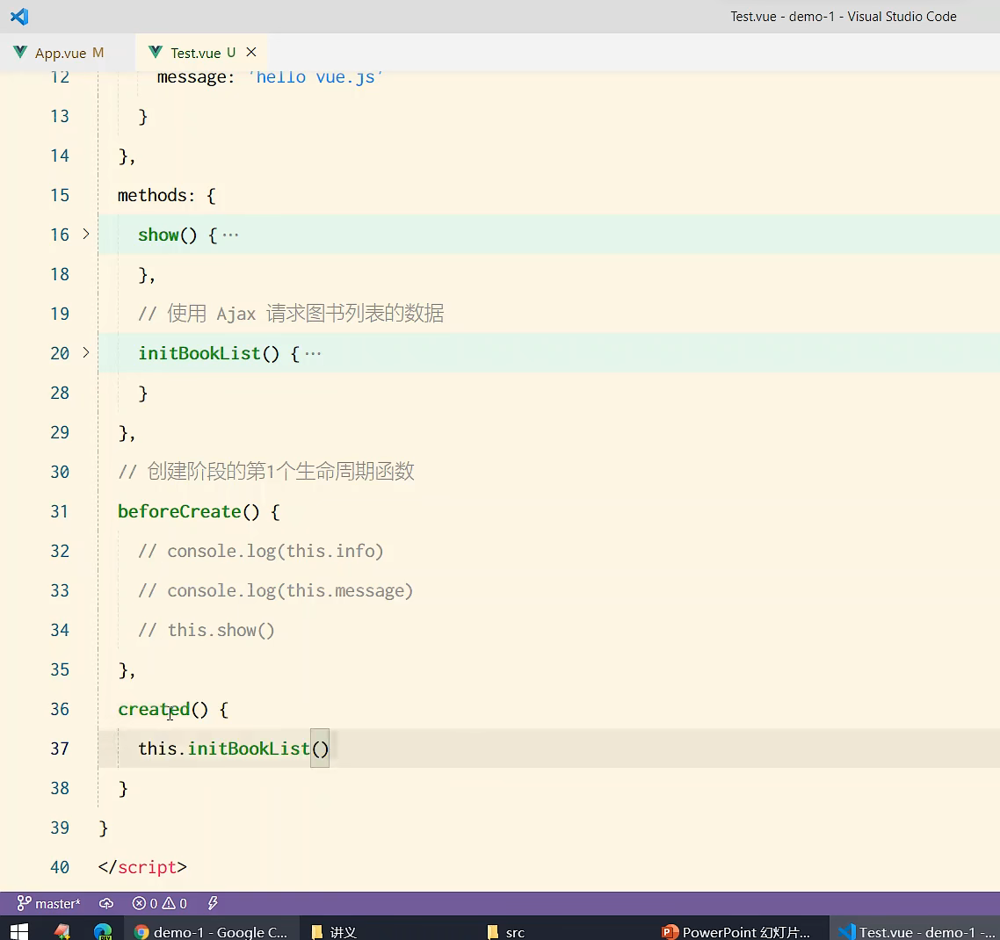 Test.vue - demo-1 - Visual Studio Code
App.vue M Test.vue U
12 message: 'hello vue.js'
13 }
14 },
15 methods: {
16 show() {···
18 },
19 // 使用 Ajax 请求图书列表的数据
20 initBookList() {···
28 }
29 },
30 // 创建阶段的第1个生命周期函数
31 beforeCreate() {
32 // console.log(this.info)
33 // console.log(this.message)
34 // this.show()
35 },
36 created() {
37 this.initBookList()
38 }
39 }
40 </script>
master* 0 0
DEV demo-1 - Google C... 讲义 src PowerPoint 幻灯片... Test.vue - demo-1 -...